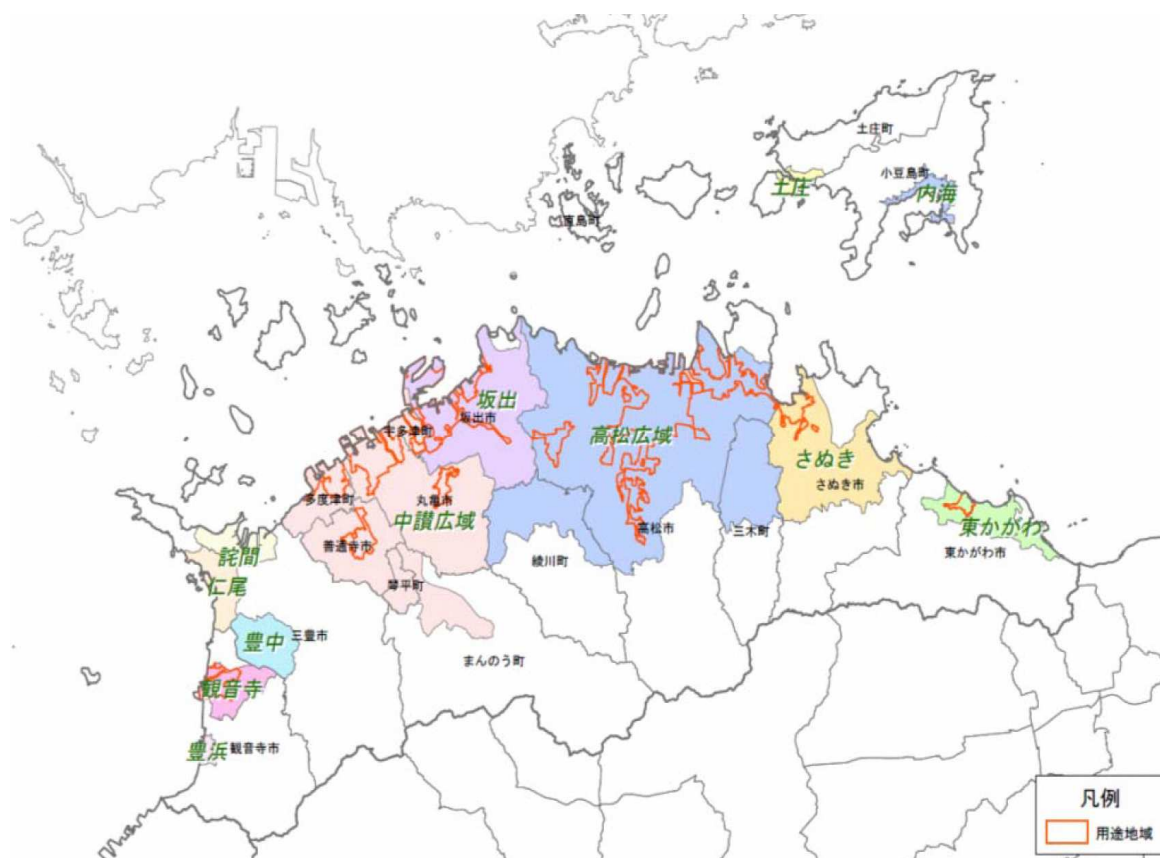 土庄町
小豆島町
土庄
内海
直島町
坂出
坂出市
宇多津町
高松広域
さぬき
さぬき市
多度津町
丸亀市
中讃広域
善通寺市
高松市
三木町
東かがわ
東かがわ市
詫間
仁尾
綾川町
琴平町
豊中
三豊市
まんのう町
観音寺
豊浜
観音寺市
凡例
用途地域